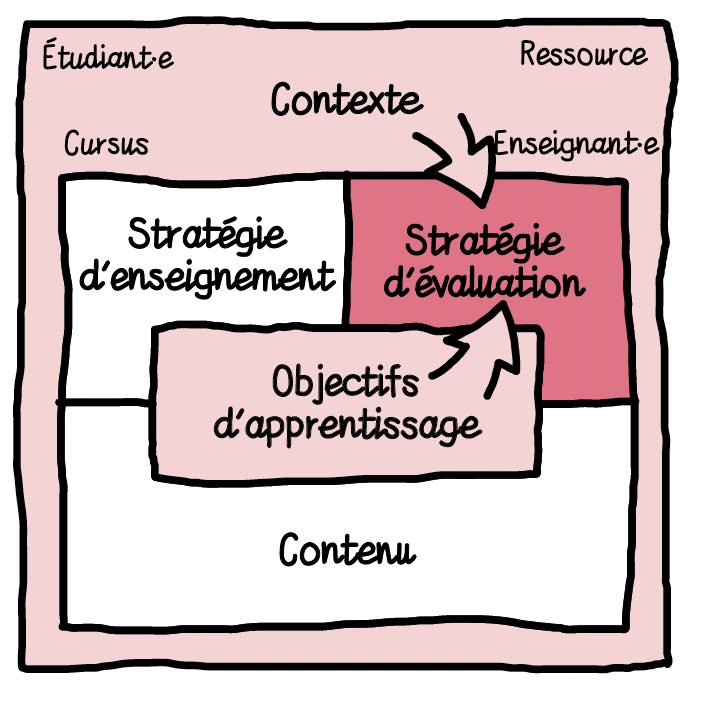 Étudiant·e
Ressource
Contexte
Cursus
Enseignant·e
Stratégie
d'enseignement
Stratégie
d'évaluation
Objectifs
d'apprentissage
Contenu